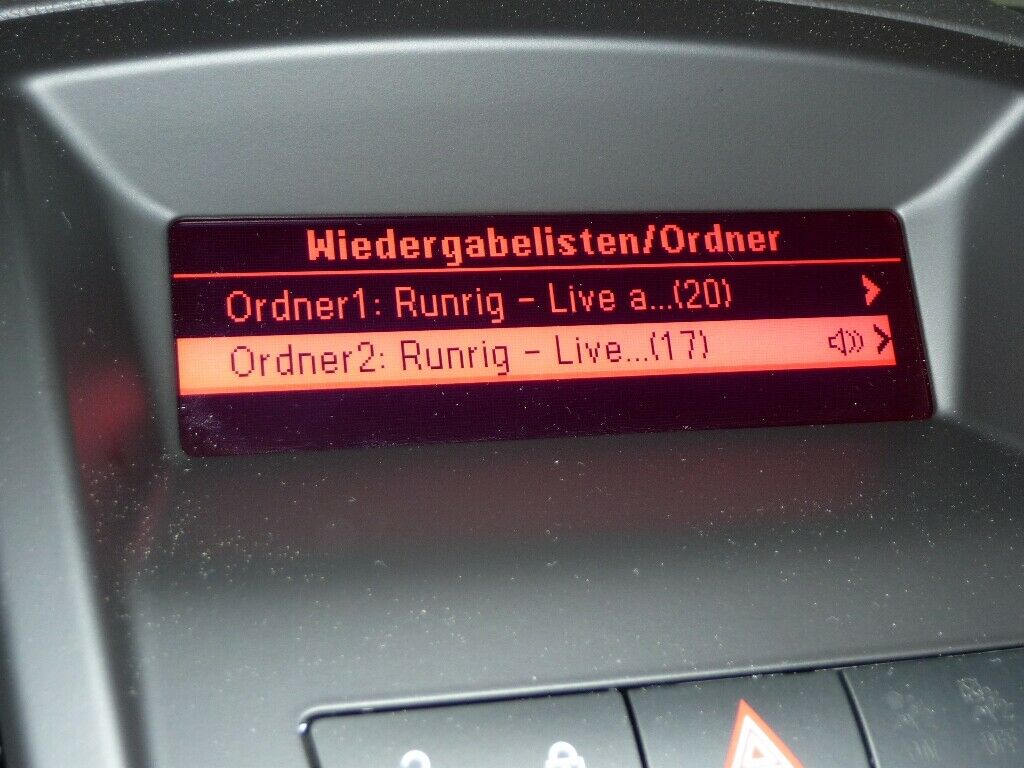 Wiedergabelisten/Ordner
Ordner1: Runrig - Live a...(20)
Ordner2: Runrig - Live...(17)